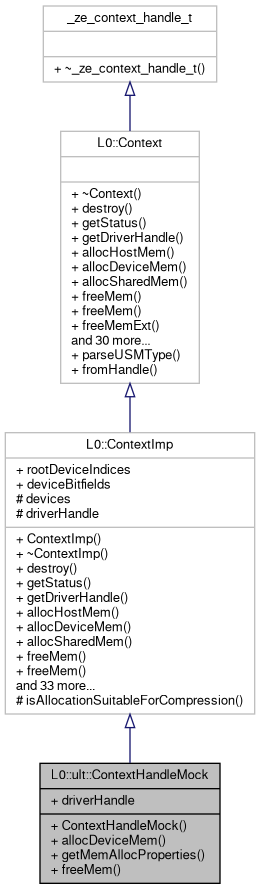 _ze_context_handle_t
+ ~_ze_context_handle_t()
L0::Context
+ ~Context()
+ destroy()
+ getStatus()
+ getDriverHandle()
+ allocHostMem()
+ allocDeviceMem()
+ allocSharedMem()
+ freeMem()
+ freeMem()
+ freeMemExt()
and 30 more...
+ parseUSMType()
+ fromHandle()
L0::ContextImp
+ rootDeviceIndices
+ deviceBitfields
# devices
# driverHandle
+ ContextImp()
+ ~ContextImp()
+ destroy()
+ getStatus()
+ getDriverHandle()
+ allocHostMem()
+ allocDeviceMem()
+ allocSharedMem()
+ freeMem()
+ freeMem()
and 33 more...
# isAllocationSuitableForCompression()
L0::ult::ContextHandleMock
+ driverHandle
+ ContextHandleMock()
+ allocDeviceMem()
+ getMemAllocProperties()
+ freeMem()